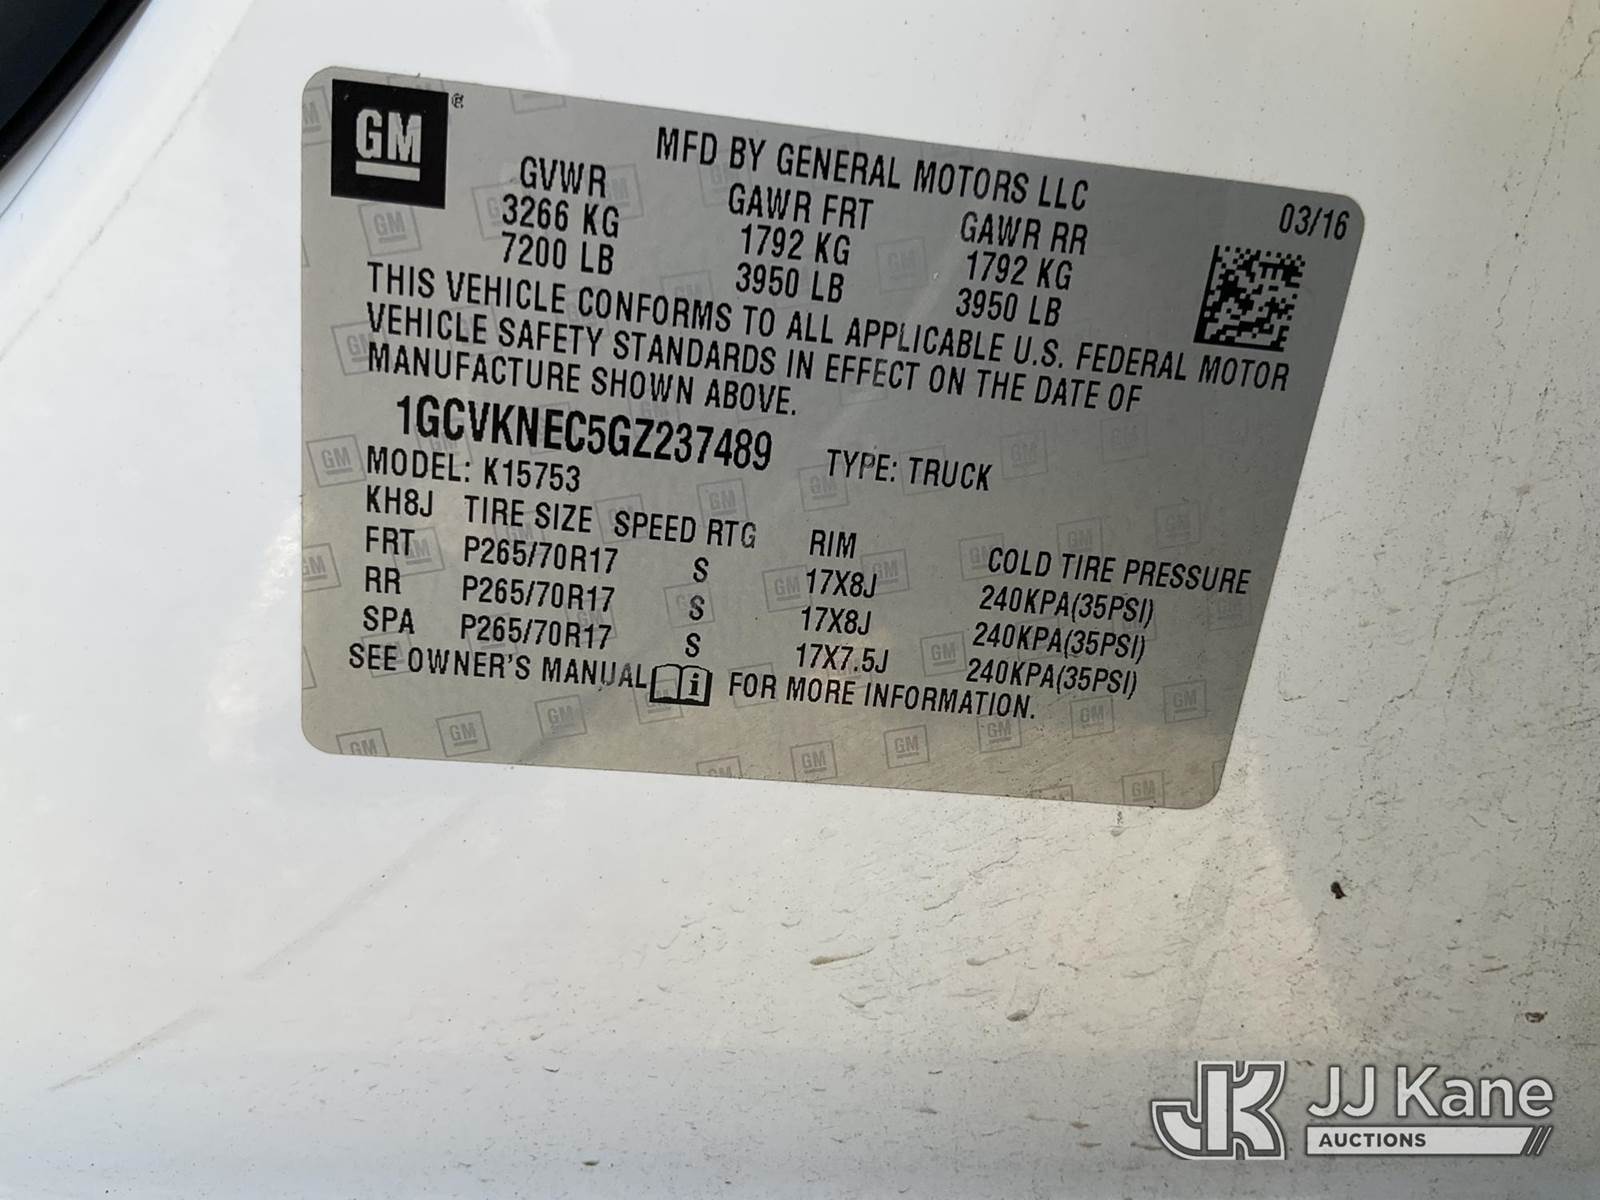 GM
MFD BY GENERAL MOTORS LLC
03/16
GVWR GAWR FRT GAWR RR
3266 KG 1792 KG 1792 KG
7200 LB 3950 LB 3950 LB
THIS VEHICLE CONFORMS TO ALL APPLICABLE U.S. FEDERAL MOTOR
VEHICLE SAFETY STANDARDS IN EFFECT ON THE DATE OF
MANUFACTURE SHOWN ABOVE.
1GCVKNEC5GZ237489 TYPE: TRUCK
MODEL: K15753
KH8J TIRE SIZE SPEED RTG RIM COLD TIRE PRESSURE
FRT P265/70R17 S 17X8J 240KPA(35PSI)
RR P265/70R17 S 17X8J 240KPA(35PSI)
SPA P265/70R17 S 17X7.5J 240KPA(35PSI)
SEE OWNER'S MANUAL i FOR MORE INFORMATION.
JK JJ Kane
AUCTIONS